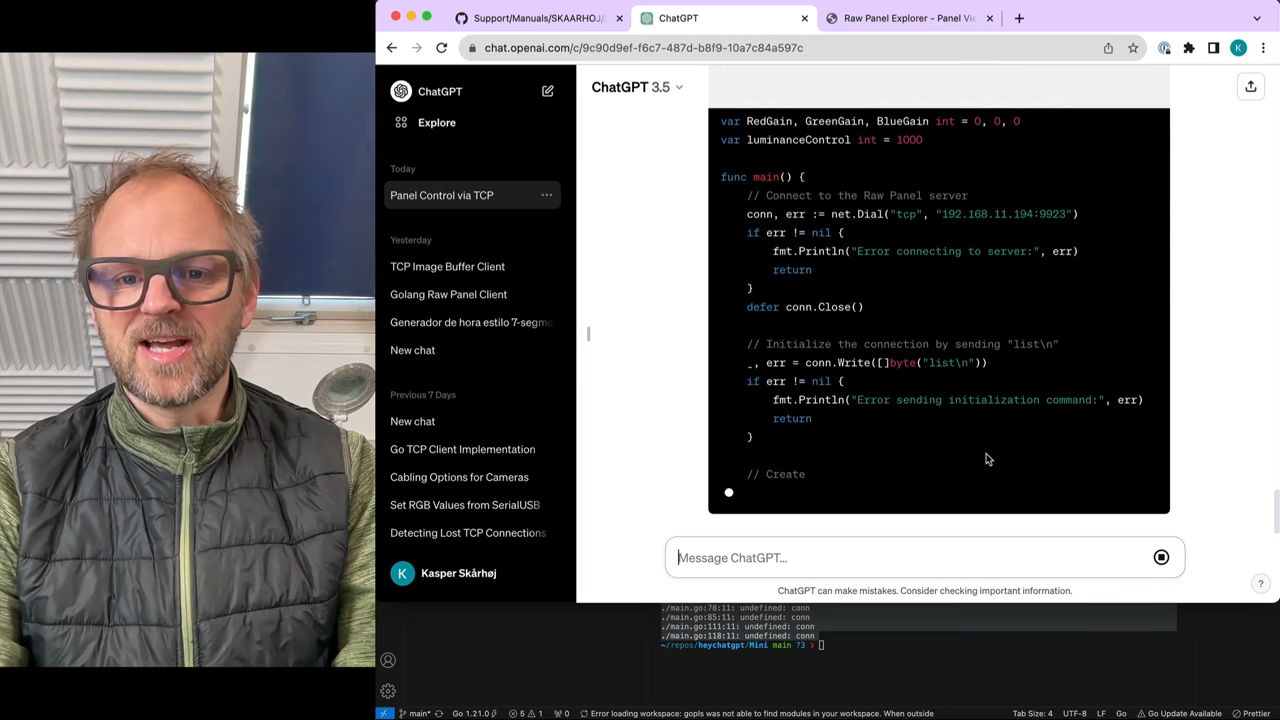 Support/Manuals/SKAARHOJ/
ChatGPT
Raw Panel Explorer - Panel Vie
chat.openai.com/c/9c90d9ef-f6c7-487d-b8f9-10a7c84a597c
K
ChatGPT
Explore
Today
Panel Control via TCP
Yesterday
TCP Image Buffer Client
Golang Raw Panel Client
Generador de hora estilo 7-segme
New chat
Previous 7 Days
New chat
Go TCP Client Implementation
Cabling Options for Cameras
Set RGB Values from SerialUSB
Detecting Lost TCP Connections
K Kasper Skårhøj
ChatGPT 3.5
var RedGain, GreenGain, BlueGain int = 0, 0, 0
var luminanceControl int = 1000
func main() {
// Connect to the Raw Panel server
conn, err := net.Dial("tcp", "192.168.11.194:9923")
if err != nil {
fmt.Println("Error connecting to server:", err)
return
}
defer conn.Close()
// Initialize the connection by sending "list\n"
_, err = conn.Write([]byte("list\n"))
if err != nil {
fmt.Println("Error sending initialization command:", err)
return
}
// Create
Message ChatGPT...
ChatGPT can make mistakes. Consider checking important information.
?
./main.go:78:11: undefined: conn
./main.go:85:11: undefined: conn
./main.go:111:11: undefined: conn
./main.go:118:11: undefined: conn
~/repos/heychatgpt/Mini main ?3 ❯
main* Go 1.21.0 5 1 0 Error loading workspace: gopls was not able to find modules in your workspace. When outside Tab Size: 4 UTF-8 LF Go Go Update Available Prettier